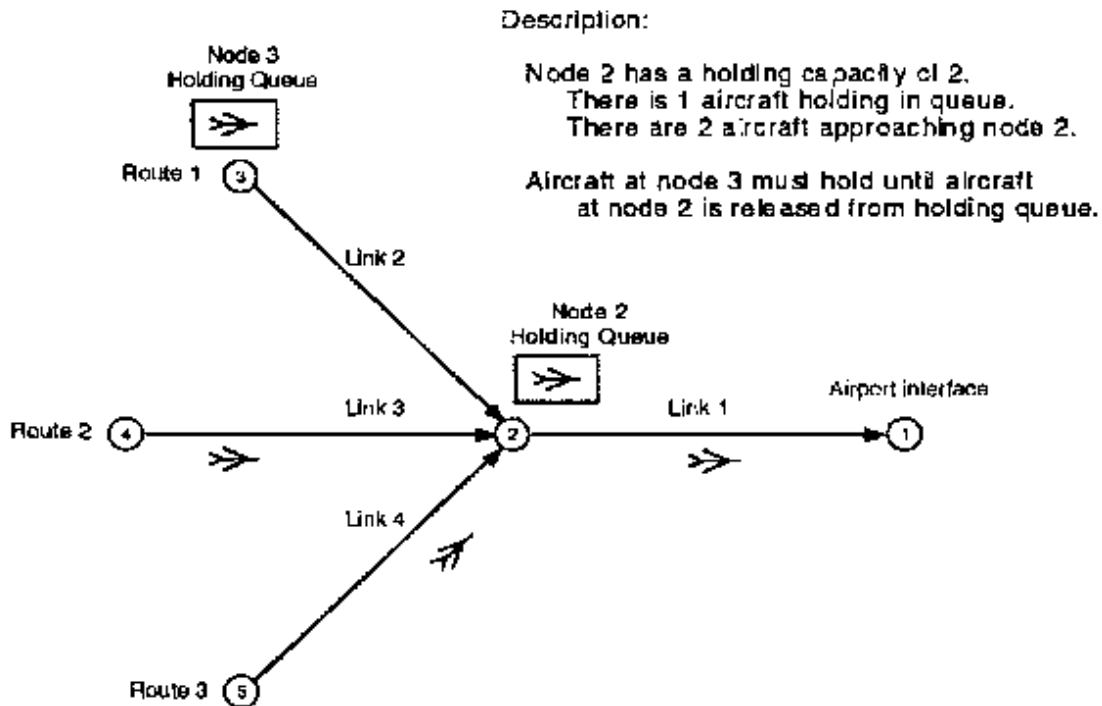 Description:
Node 3
Holding Queue
Node 2 has a holding capacity of 2.
There is 1 aircraft holding in queue.
There are 2 aircraft approaching node 2.
Route 1
3
Aircraft at node 3 must hold until aircraft
at node 2 is released from holding queue.
Link 2
Node 2
Holding Queue
Airport interface
Link 3
Link 1
Route 2
4
2
1
Link 4
Route 3
5